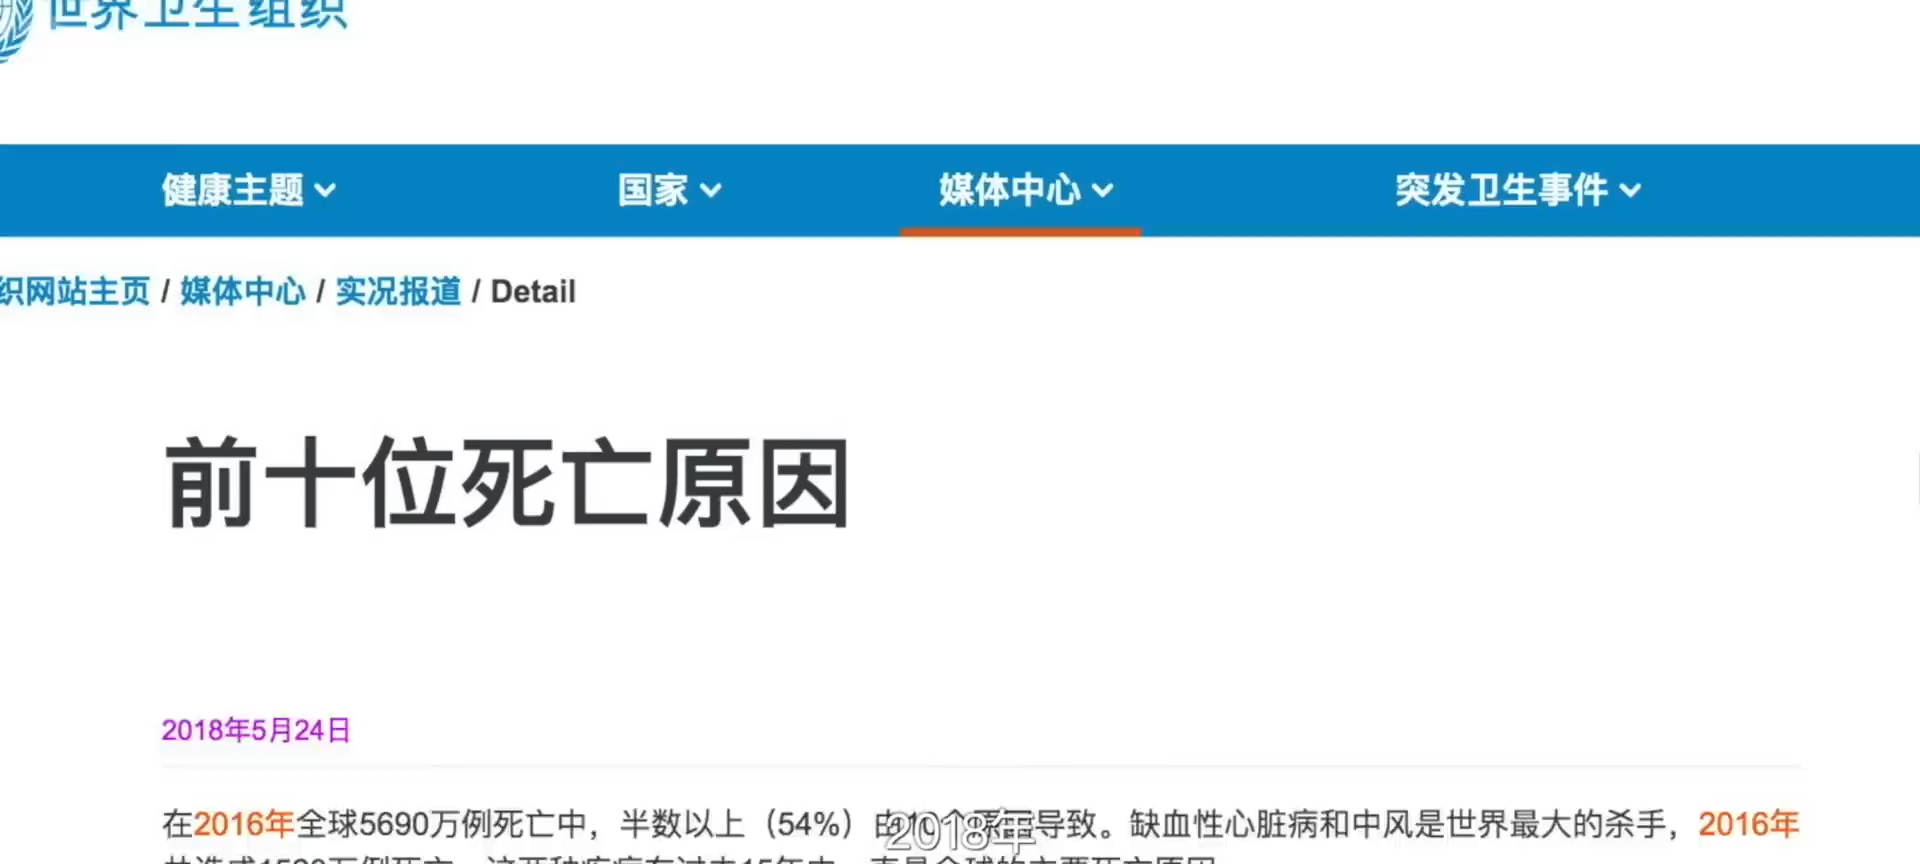 世界卫生组织
健康主题 国家 媒体中心 突发卫生事件
织网站主页 / 媒体中心 / 实况报道 / Detail
前十位死亡原因
2018年5月24日
在2016年全球5690万例死亡中，半数以上（54%）由10个原因导致。缺血性心脏病和中风是世界最大的杀手，2016年
2018年